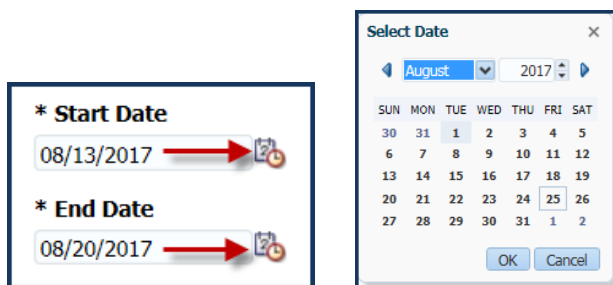 * Start Date
08/13/2017
* End Date
08/20/2017
Select Date
August 2017
SUN MON TUE WED THU FRI SAT
30 31 1 2 3 4 5
6 7 8 9 10 11 12
13 14 15 16 17 18 19
20 21 22 23 24 25 26
27 28 29 30 31 1 2
OK Cancel